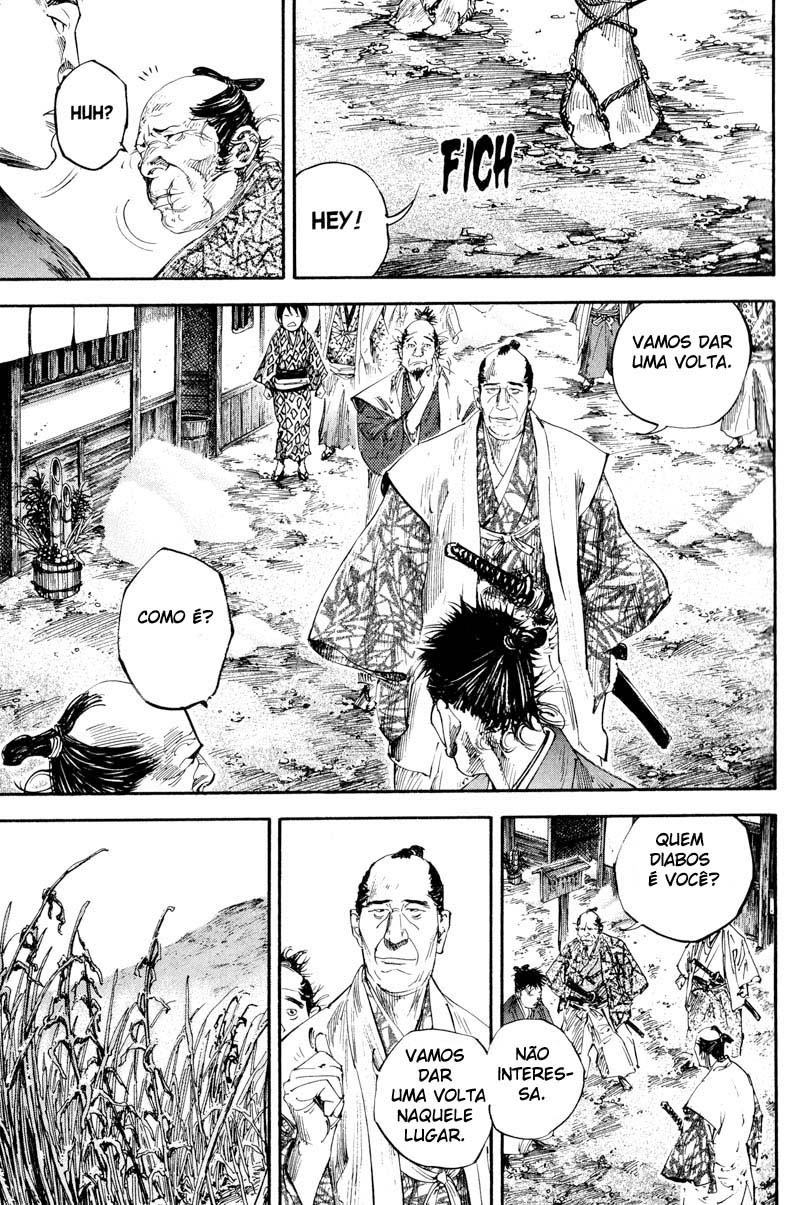 HEY!
FICH
HUH?
VAMOS DAR
UMA VOLTA.
COMO É?
QUEM
DIABOS
É VOCÊ?
NÃO
INTERES-
SA.
VAMOS
DAR
UMA VOLTA
NAQUELE
LUGAR.